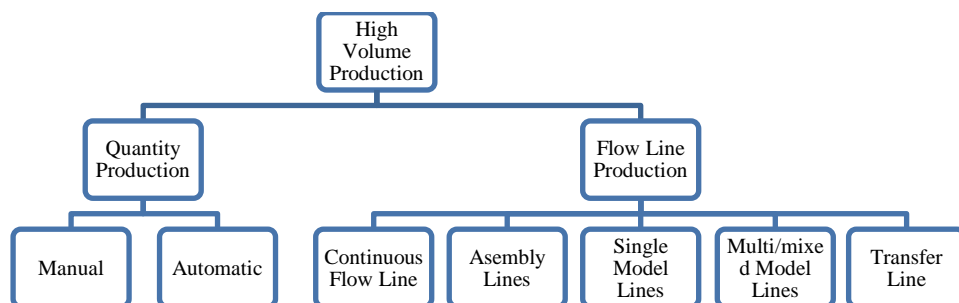 High
Volume
Production
Quantity
Production
Flow Line
Production
Manual
Automatic
Continuous
Flow Line
Asembly
Lines
Single
Model
Lines
Multi/mixe
d Model
Lines
Transfer
Line